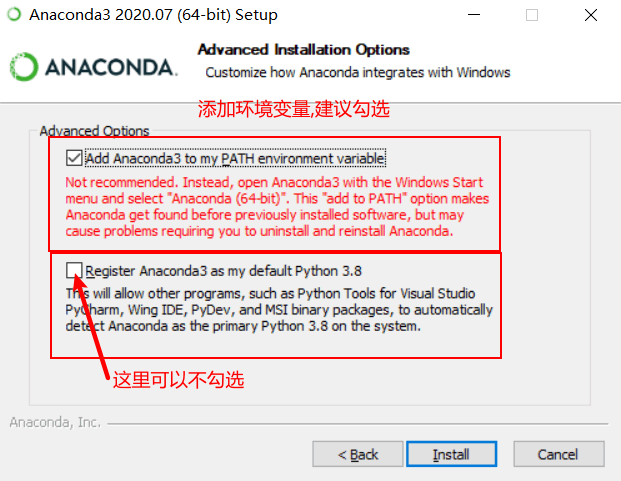 Anaconda3 2020.07 (64-bit) Setup
ANACONDA.
Advanced Installation Options
Customize how Anaconda integrates with Windows
添加环境变量,建议勾选
Advanced Options
Add Anaconda3 to my PATH environment variable
Not recommended. Instead, open Anaconda3 with the Windows Start
menu and select "Anaconda (64-bit)". This "add to PATH" option makes
Anaconda get found before previously installed software, but may
cause problems requiring you to uninstall and reinstall Anaconda.
Register Anaconda3 as my default Python 3.8
This will allow other programs, such as Python Tools for Visual Studio
PyCharm, Wing IDE, PyDev, and MSI binary packages, to automatically
detect Anaconda as the primary Python 3.8 on the system.
这里可以不勾选
Anaconda, Inc.
< Back
Install
Cancel